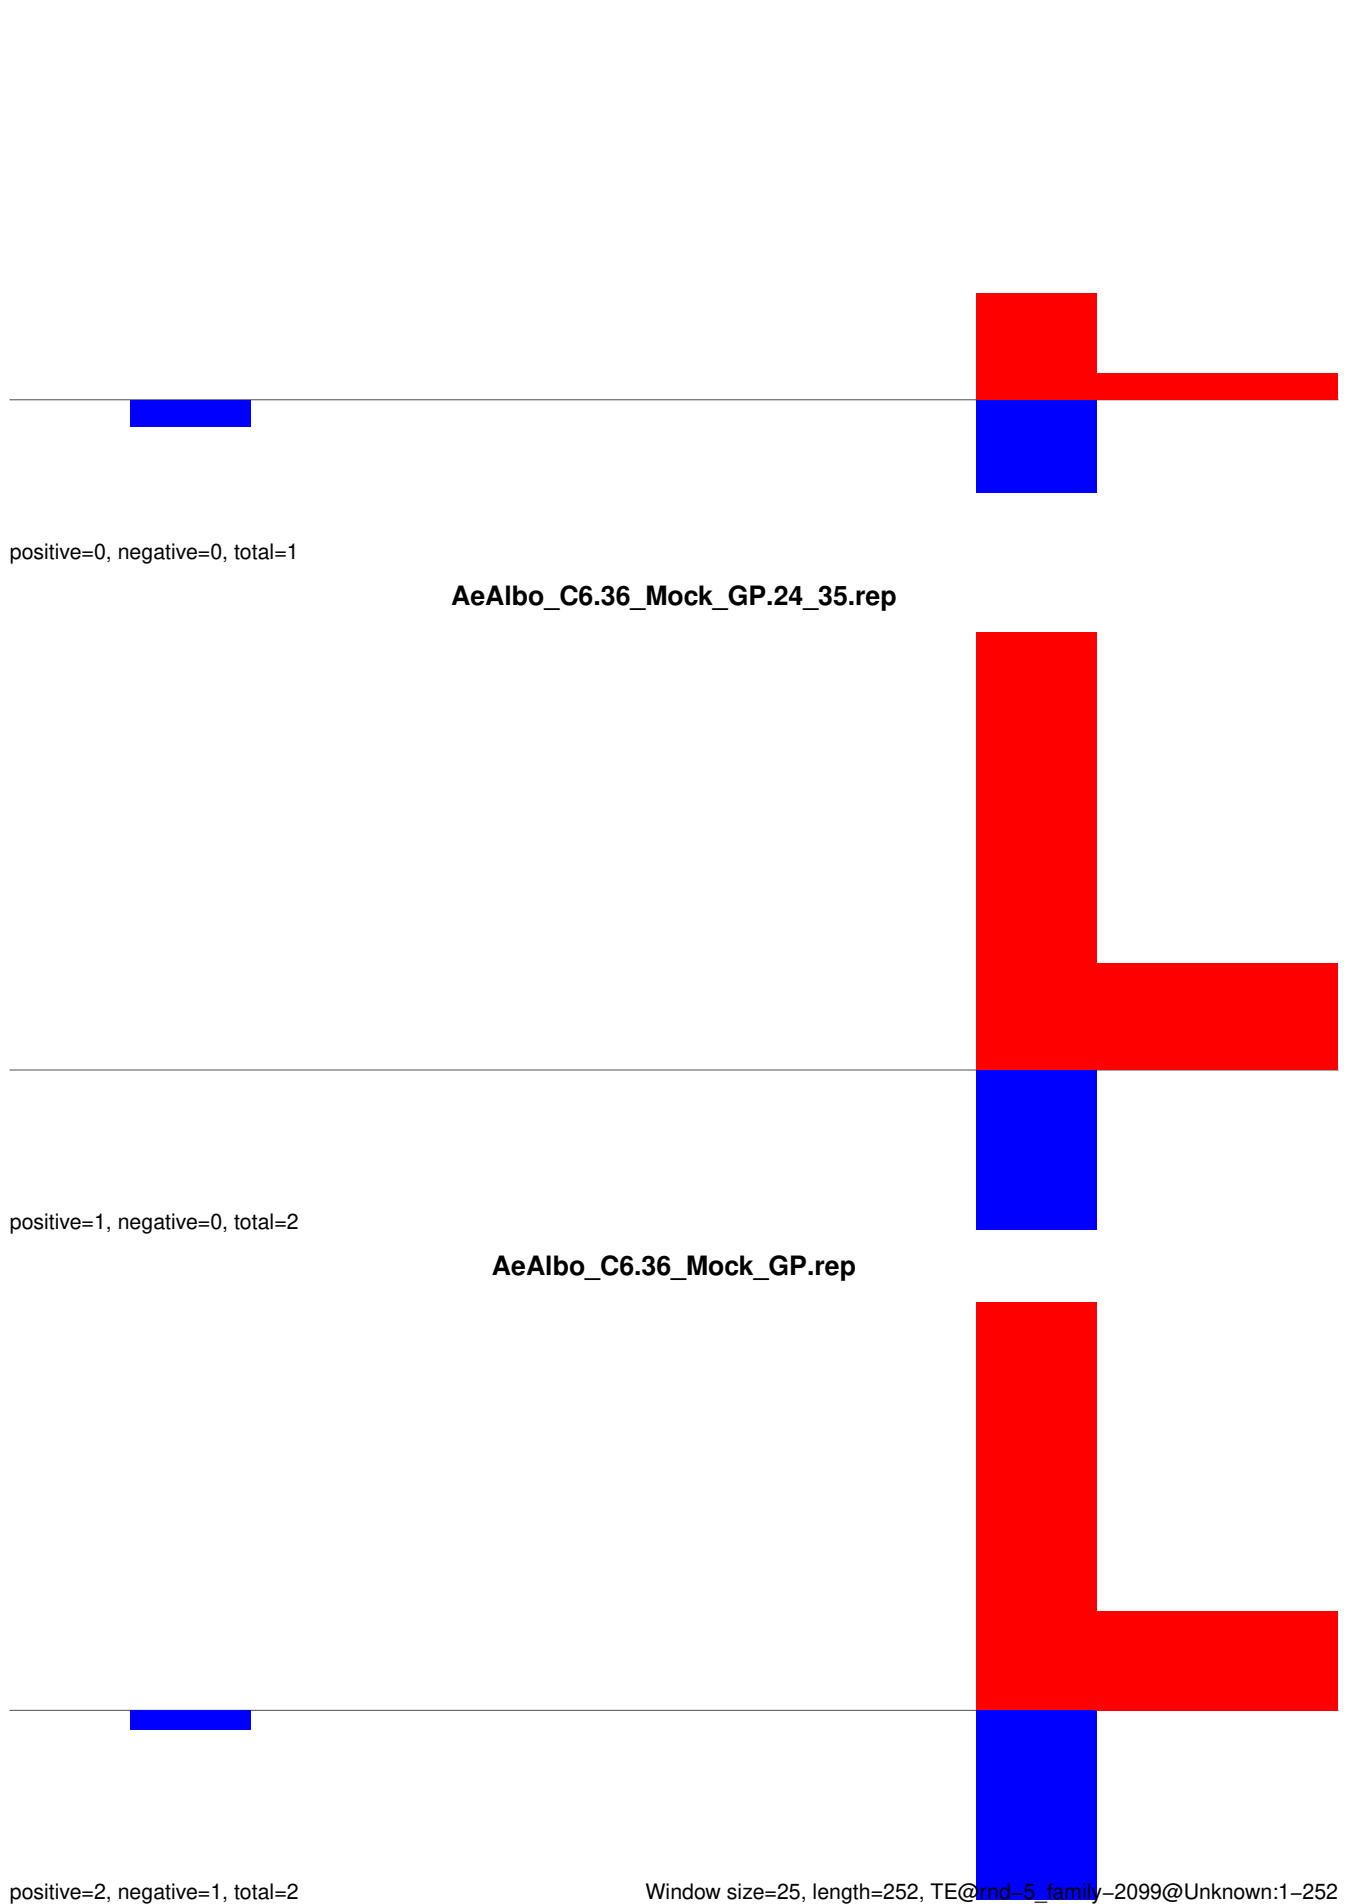 positive=0, negative=0, total=1
AeAlbo_C6.36_Mock_GP.24_35.rep
positive=1, negative=0, total=2
AeAlbo_C6.36_Mock_GP.rep
positive=2, negative=1, total=2
Window size=25, length=252, TE@rnd−5_family−2099@Unknown:1−252